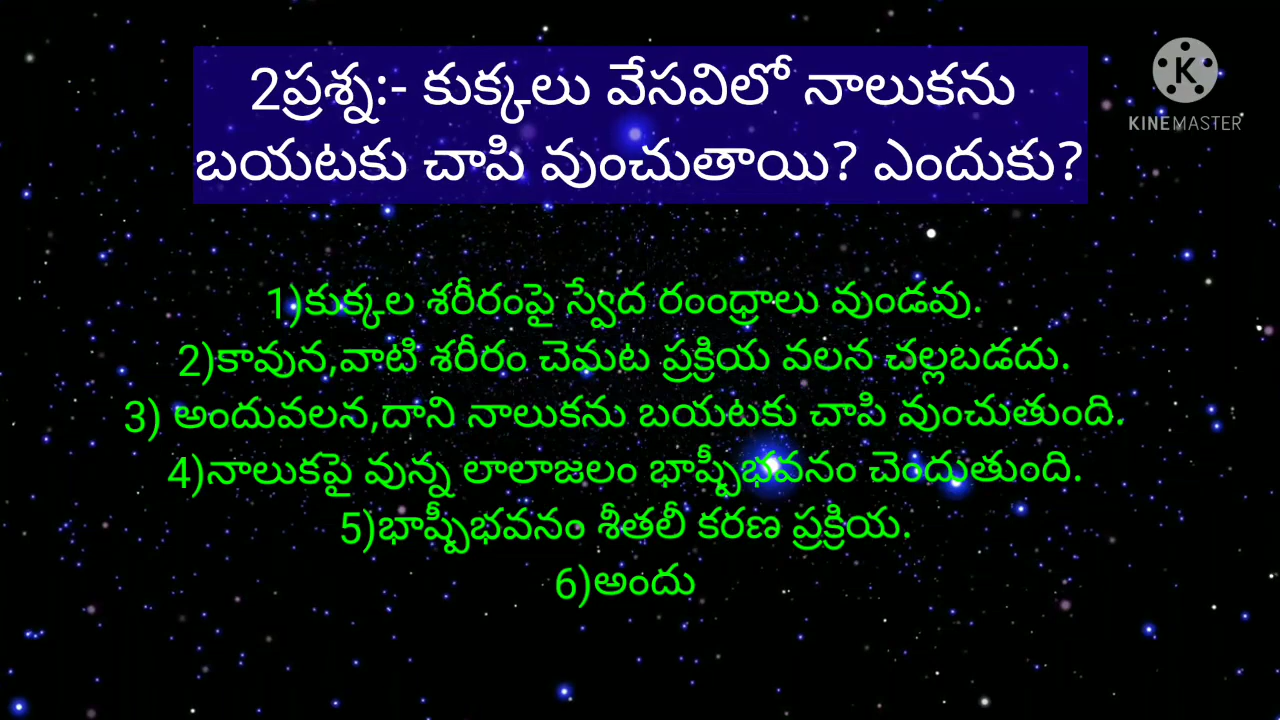 2ప్రశ్న:- కుక్కలు వేసవిలో నాలుకను
బయటకు చాపి వుంచుతాయి? ఎందుకు?
KINEMASTER
1)కుక్కల శరీరంపై స్వేద రంంధ్రాలు వుండవు.
2)కావున,వాటి శరీరం చెమట ప్రక్రియ వలన చల్లబడదు.
3) అందువలన,దాని నాలుకను బయటకు చాపి వుంచుతుంది.
4)నాలుకపై వున్న లాలాజలం భాష్పీభవనం చెందుతుంది.
5)భాష్పీభవనం శీతలీ కరణ ప్రక్రియ.
6)అందు